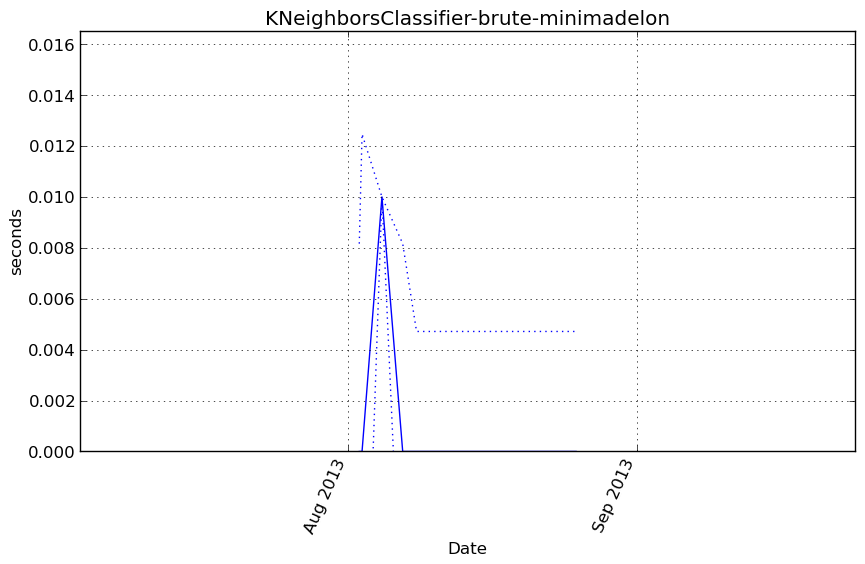 KNeighborsClassifier-brute-minimadelon
0.016
0.014
0.012
0.010
0.008
0.006
0.004
0.002
0.000
seconds
Aug 2013
Sep 2013
Date